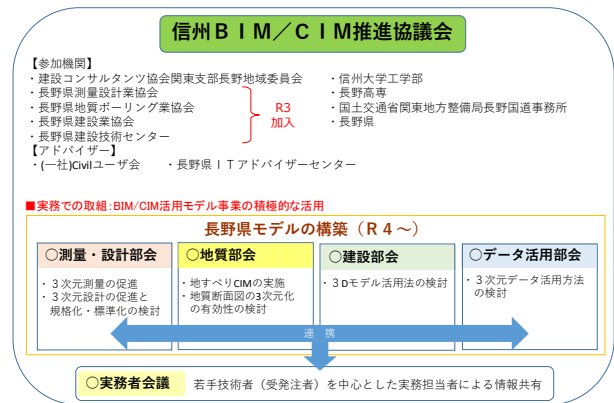 信州ＢＩＭ／ＣＩＭ推進協議会
【参加機関】
・建設コンサルタンツ協会関東支部長野地域委員会
・長野県測量設計業協会
・長野県地質ボーリング業協会
・長野県建設業協会
・長野県建設技術センター
R3
加入
・信州大学工学部
・長野高専
・国土交通省関東地方整備局長野国道事務所
・長野県
【アドバイザー】
・(一社)Civilユーザ会　・長野県ＩＴアドバイザーセンター
■実務での取組：BIM/CIM活用モデル事業の積極的な活用
長野県モデルの構築（Ｒ４～）
〇測量・設計部会
・３次元測量の促進
・３次元設計の促進と
規格化・標準化の検討
〇地質部会
・地すべりCIMの実施
・地質断面図の3次元化
の有効性の検討
〇建設部会
・３Dモデル活用法の検討
〇データ活用部会
・３次元データ活用方法
の検討
連　携
〇実務者会議　若手技術者（受発注者）を中心とした実務担当者による情報共有